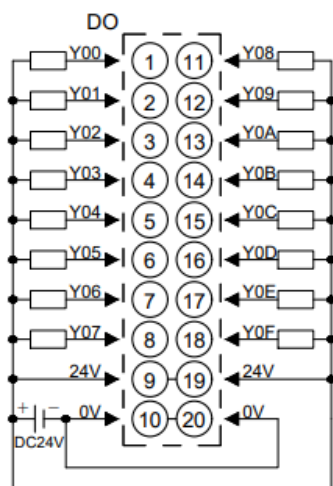 DO
Y00 1 11 Y08
Y01 2 12 Y09
Y02 3 13 Y0A
Y03 4 14 Y0B
Y04 5 15 Y0C
Y05 6 16 Y0D
Y06 7 17 Y0E
Y07 8 18 Y0F
24V 9 19 24V
+ − 0V 10 20 0V
DC24V